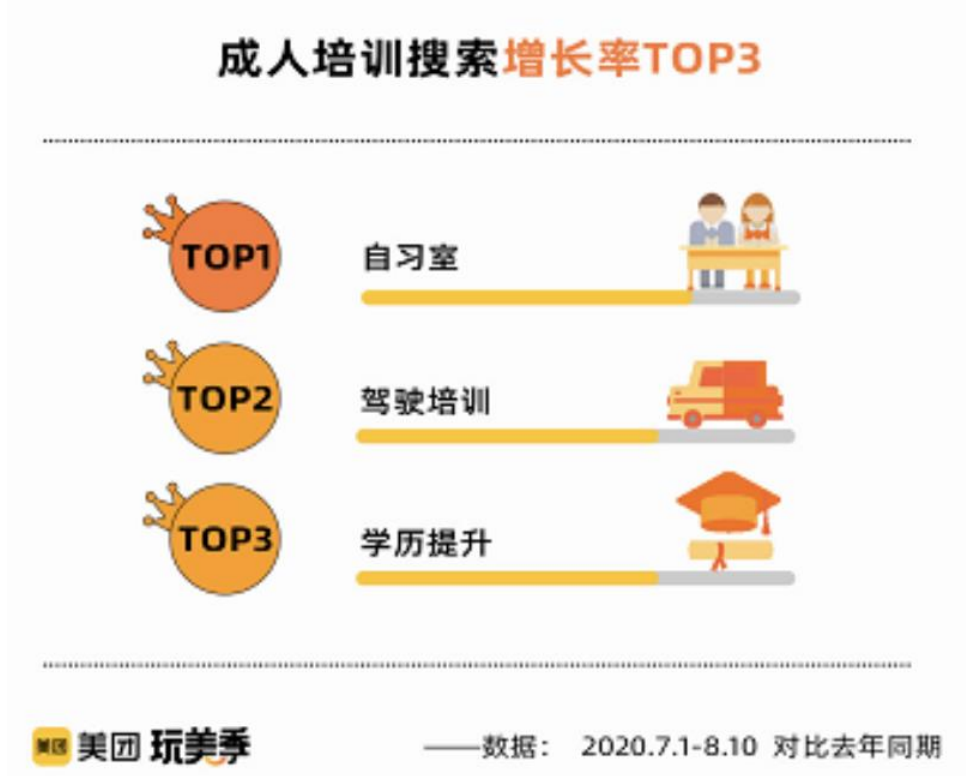 成人培训搜索增长率TOP3
TOP1 自习室
TOP2 驾驶培训
TOP3 学历提升
美团 美团 玩美季 ——数据： 2020.7.1-8.10 对比去年同期